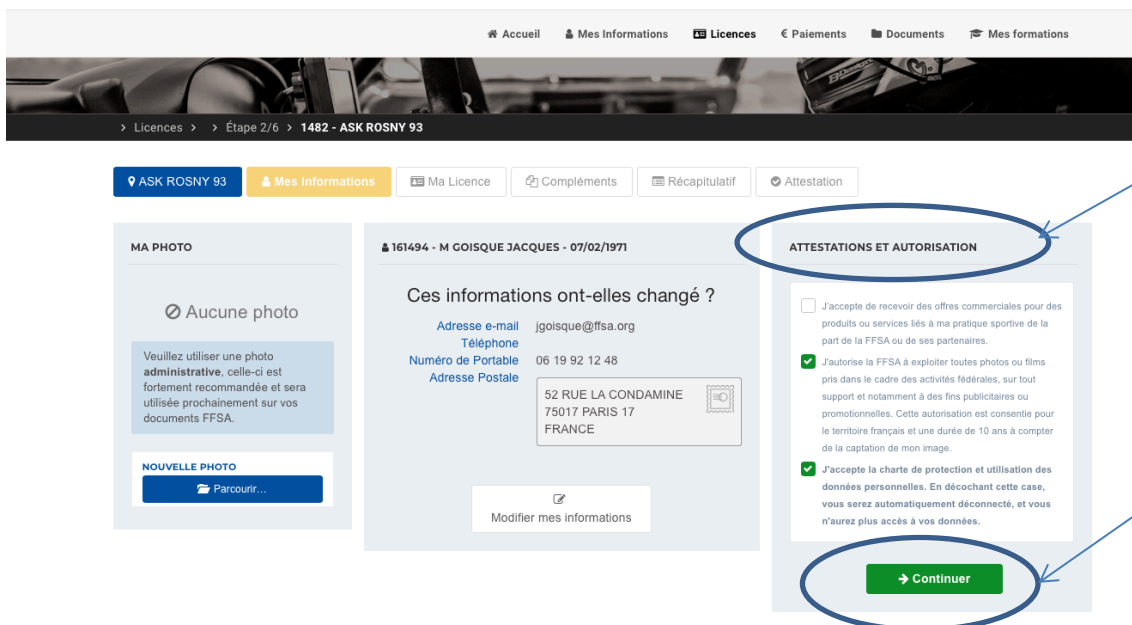 Accueil Mes Informations Licences € Paiements Documents Mes formations
> Licences > > Étape 2/6 > 1482 - ASK ROSNY 93
ASK ROSNY 93 Mes informations Ma Licence Compléments Récapitulatif Attestation
MA PHOTO
Aucune photo
Veuillez utiliser une photo
administrative, celle-ci est
fortement recommandée et sera
utilisée prochainement sur vos
documents FFSA.
NOUVELLE PHOTO
Parcourir...
161494 - M GOISQUE JACQUES - 07/02/1971
Ces informations ont-elles changé ?
Adresse e-mail jgoisque@ffsa.org
Téléphone
Numéro de Portable 06 19 92 12 48
Adresse Postale
52 RUE LA CONDAMINE
75017 PARIS 17
FRANCE
Modifier mes informations
ATTESTATIONS ET AUTORISATION
J'accepte de recevoir des offres commerciales pour des
produits ou services liés à ma pratique sportive de la
part de la FFSA ou de ses partenaires.
J'autorise la FFSA à exploiter toutes photos ou films
pris dans le cadre des activités fédérales, sur tout
support et notamment à des fins publicitaires ou
promotionnelles. Cette autorisation est consentie pour
le territoire français et une durée de 10 ans à compter
de la captation de mon image.
J'accepte la charte de protection et utilisation des
données personnelles. En décochant cette case,
vous serez automatiquement déconnecté, et vous
n'aurez plus accès à vos données.
Continuer